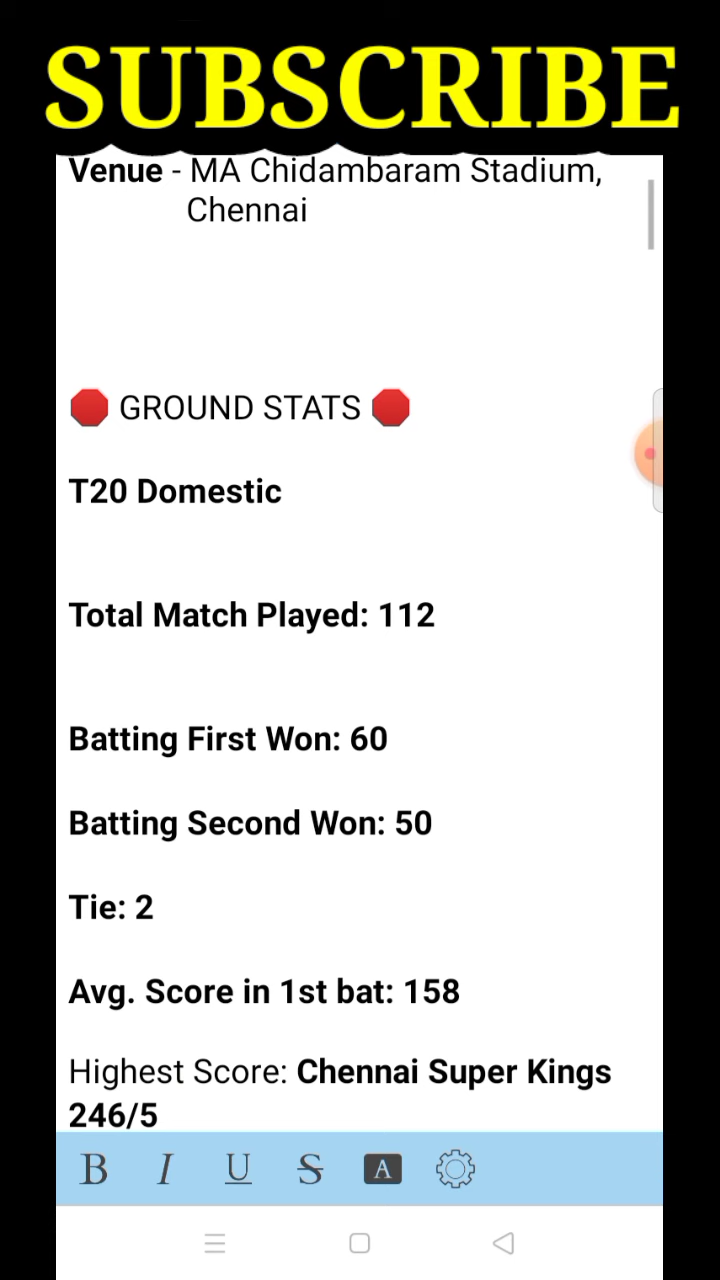 SUBSCRIBE
Venue - MA Chidambaram Stadium,
Chennai
🛑 GROUND STATS 🛑
T20 Domestic
Total Match Played: 112
Batting First Won: 60
Batting Second Won: 50
Tie: 2
Avg. Score in 1st bat: 158
Highest Score: Chennai Super Kings
246/5
B I U S A